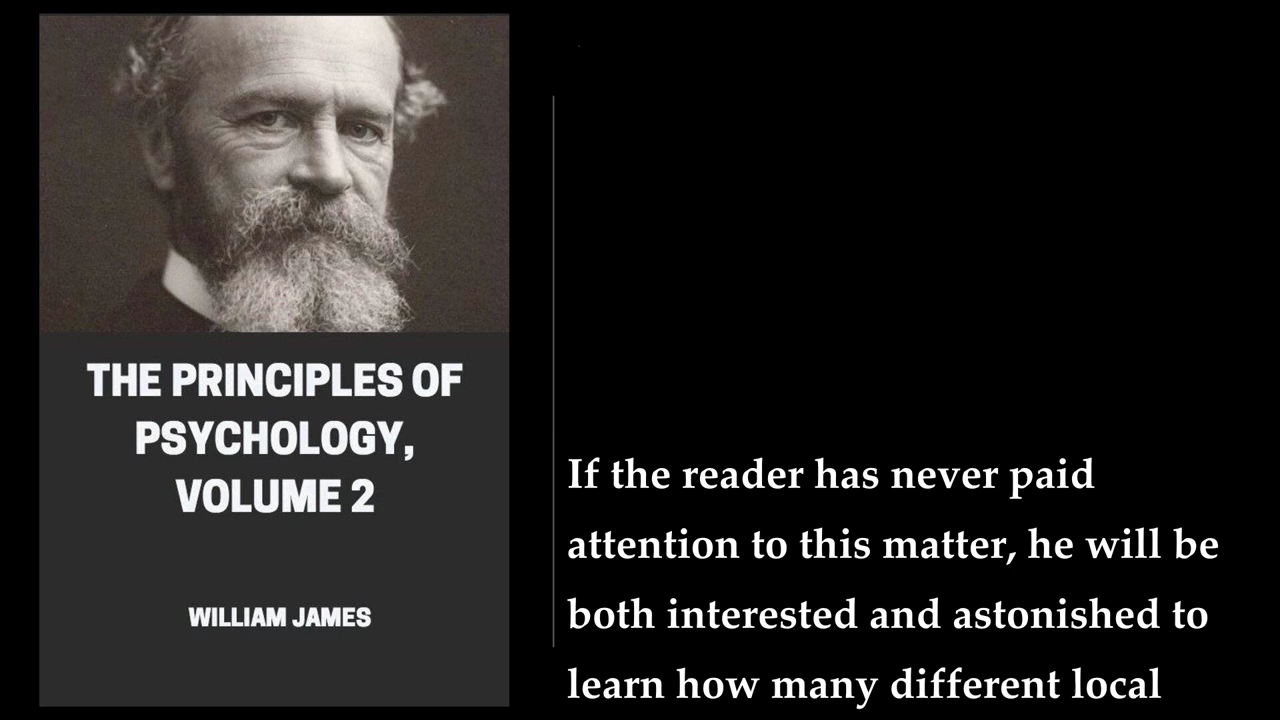 THE PRINCIPLES OF
PSYCHOLOGY,
VOLUME 2
WILLIAM JAMES
If the reader has never paid
attention to this matter, he will be
both interested and astonished to
learn how many different local